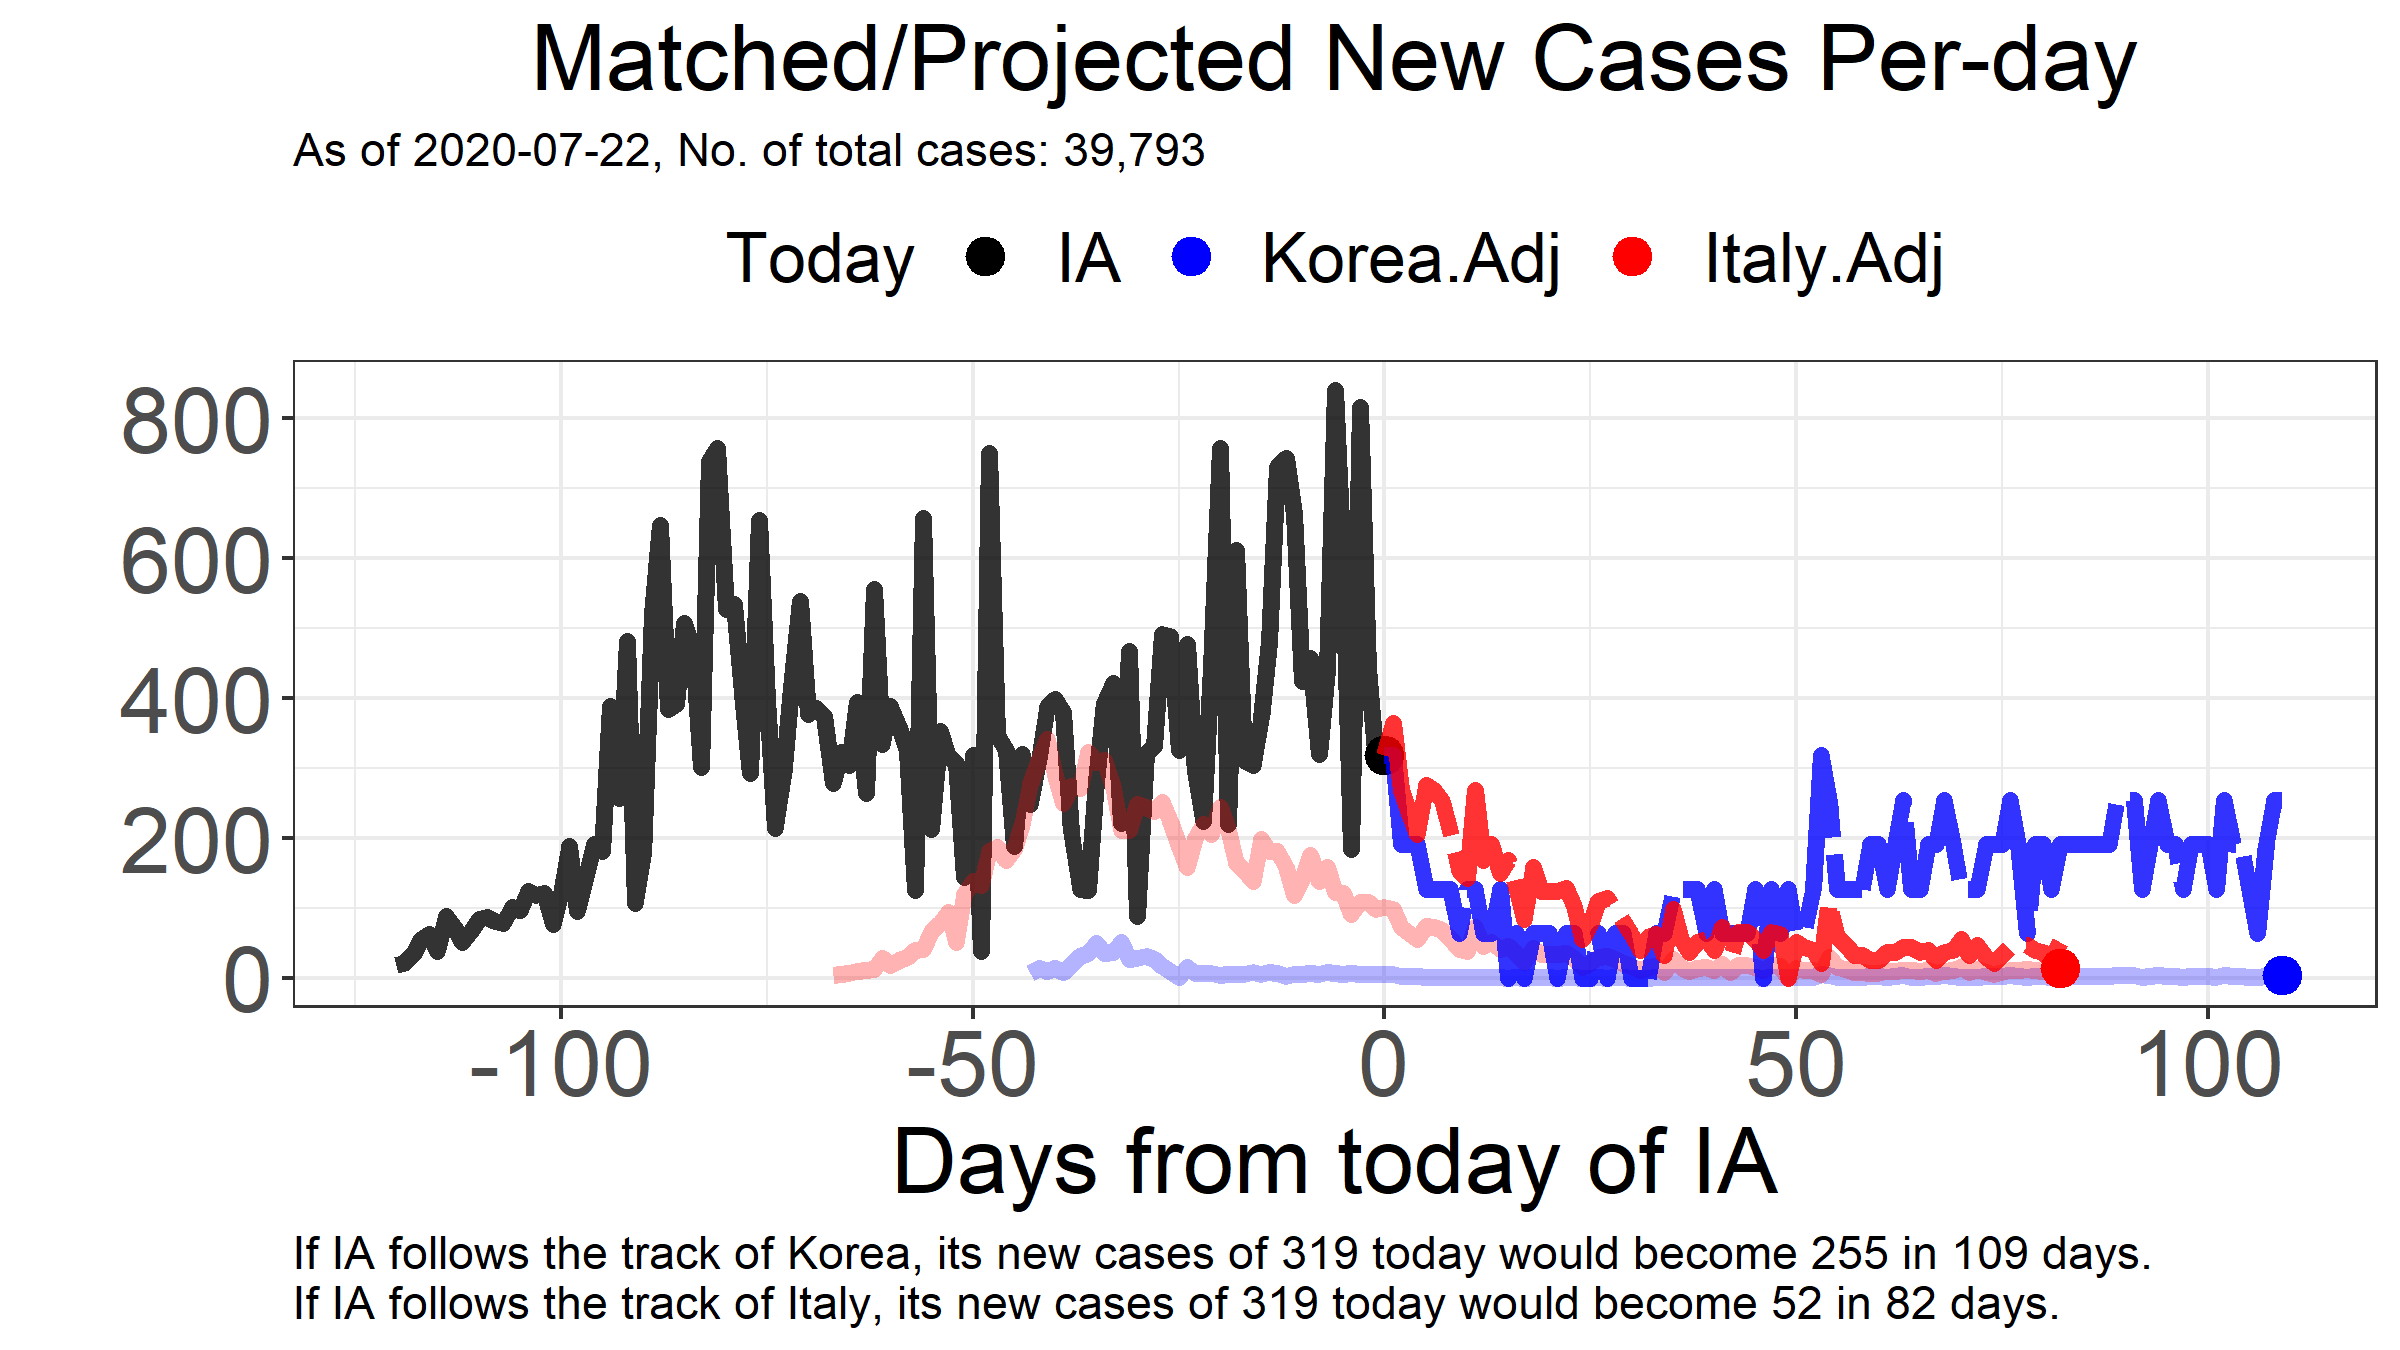 Matched/Projected New Cases Per-day
As of 2020-07-22, No. of total cases: 39,793
Today IA Korea.Adj Italy.Adj
800
600
400
200
0
-100 -50 0 50 100
Days from today of IA
If IA follows the track of Korea, its new cases of 319 today would become 255 in 109 days.
If IA follows the track of Italy, its new cases of 319 today would become 52 in 82 days.